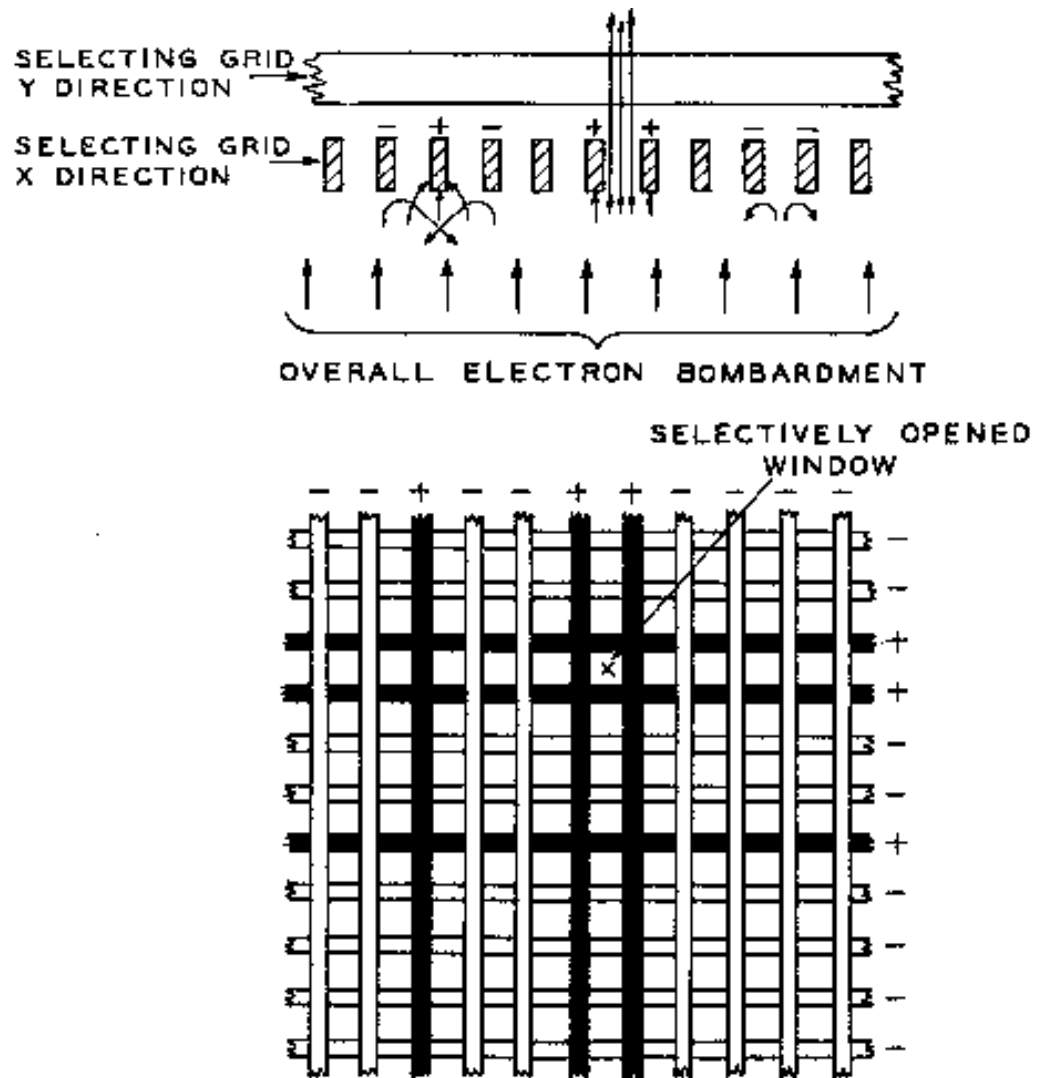 SELECTING GRID
Y DIRECTION
− + − + + − −
SELECTING GRID
X DIRECTION
OVERALL ELECTRON BOMBARDMENT
SELECTIVELY OPENED
WINDOW
− − + − − + + − − − −
−
−
+
x
+
−
−
+
−
−
−
−